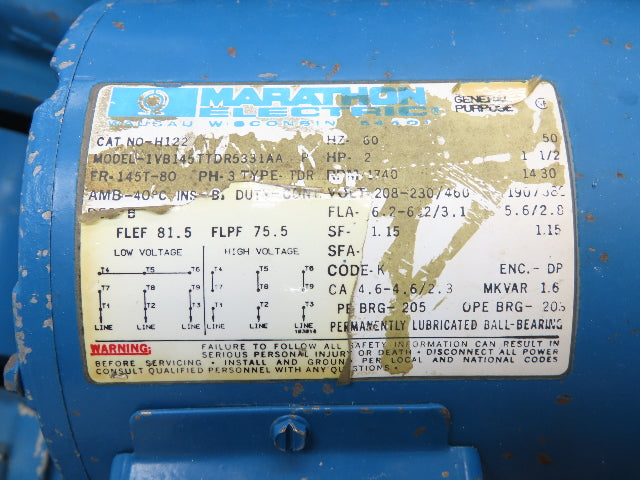 MARATHON
ELECTRIC
GENERAL PURPOSE
WAUSAU WISCONSIN
CAT.NO-H122 HZ- 60 50
MODEL-1VB145TTDR5331AA P HP- 2 1 1/2
FR-145T-80 PH-3 TYPE- TDR RPM-1740 1430
AMB-40°C INS-B, DUTY-CONT VOLT 208-230/460 190/380
B FLA- 6.2-6.2/3.1 5.6/2.8
FLEF 81.5 FLPF 75.5 SF- 1.15 1.15
LOW VOLTAGE HIGH VOLTAGE SFA-
T4 T5 T6 T4 T5 T6 CODE-K ENC.- DP
T7 T8 T9 T7 T8 T9 CA 4.6-4.6/2.3 MKVAR 1.6
T1 T2 T3 T1 T2 T3 PE BRG- 205 OPE BRG- 203
LINE LINE LINE LINE LINE LINE PERMANENTLY LUBRICATED BALL-BEARING
WARNING: FAILURE TO FOLLOW ALL SAFETY INFORMATION CAN RESULT IN
SERIOUS PERSONAL INJURY OR DEATH • DISCONNECT ALL POWER
BEFORE SERVICING • INSTALL AND GROUND PER LOCAL AND NATIONAL CODES
CONSULT QUALIFIED PERSONNEL WITH ANY QUESTIONS!